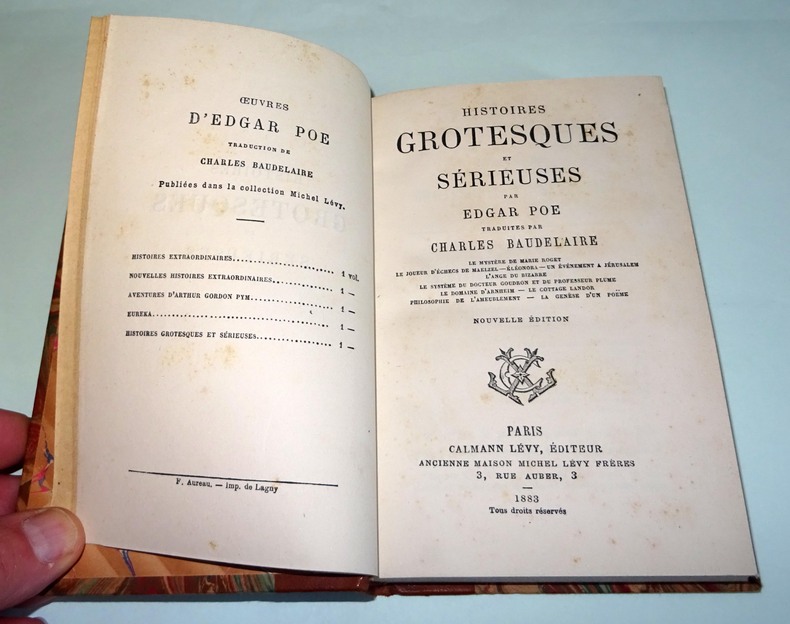 ŒUVRES
D'EDGAR POE
TRADUCTION DE
CHARLES BAUDELAIRE
Publiées dans la collection Michel Lévy.
HISTOIRES EXTRAORDINAIRES.................... 1 vol.
NOUVELLES HISTOIRES EXTRAORDINAIRES.......... 1 —
AVENTURES D'ARTHUR GORDON PYM................ 1 —
EUREKA....................................... 1 —
HISTOIRES GROTESQUES ET SÉRIEUSES............ 1 —
F. Aureau. — Imp. de Lagny
HISTOIRES
GROTESQUES
ET
SÉRIEUSES
PAR
EDGAR POE
TRADUITES PAR
CHARLES BAUDELAIRE
LE MYSTÈRE DE MARIE ROGET
LE JOUEUR D'ÉCHECS DE MAELZEL — ÉLÉONORA — UN ÉVÉNEMENT A JÉRUSALEM
L'ANGE DU BIZARRE
LE SYSTÈME DU DOCTEUR GOUDRON ET DU PROFESSEUR PLUME
LE DOMAINE D'ARNHEIM — LE COTTAGE LANDOR
PHILOSOPHIE DE L'AMEUBLEMENT — LA GENÈSE D'UN POËME
NOUVELLE ÉDITION
PARIS
CALMANN LÉVY, ÉDITEUR
ANCIENNE MAISON MICHEL LÉVY FRÈRES
3, RUE AUBER, 3
1883
Tous droits réservés